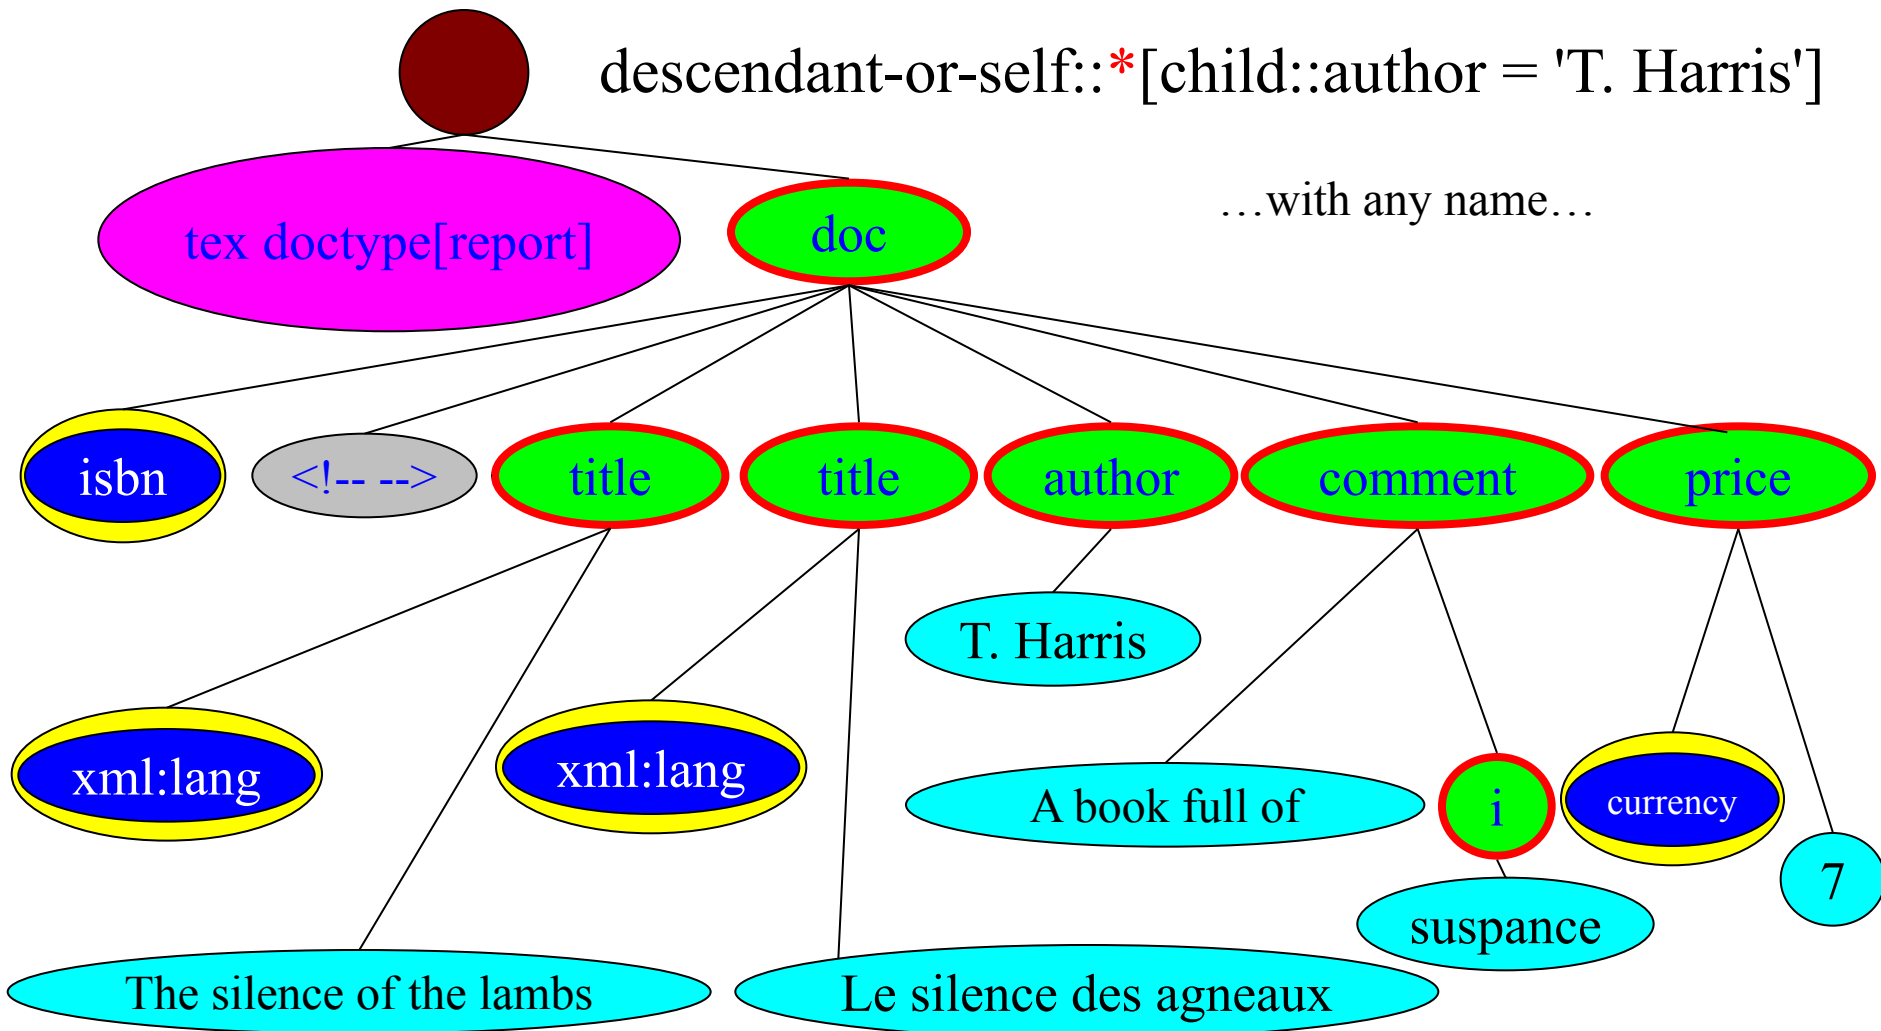 descendant-or-self::*[child::author = 'T. Harris']
…with any name…
tex doctype[report]
doc
isbn
<!-- -->
title
title
author
comment
price
T. Harris
xml:lang
xml:lang
A book full of
i
currency
7
suspance
The silence of the lambs
Le silence des agneaux